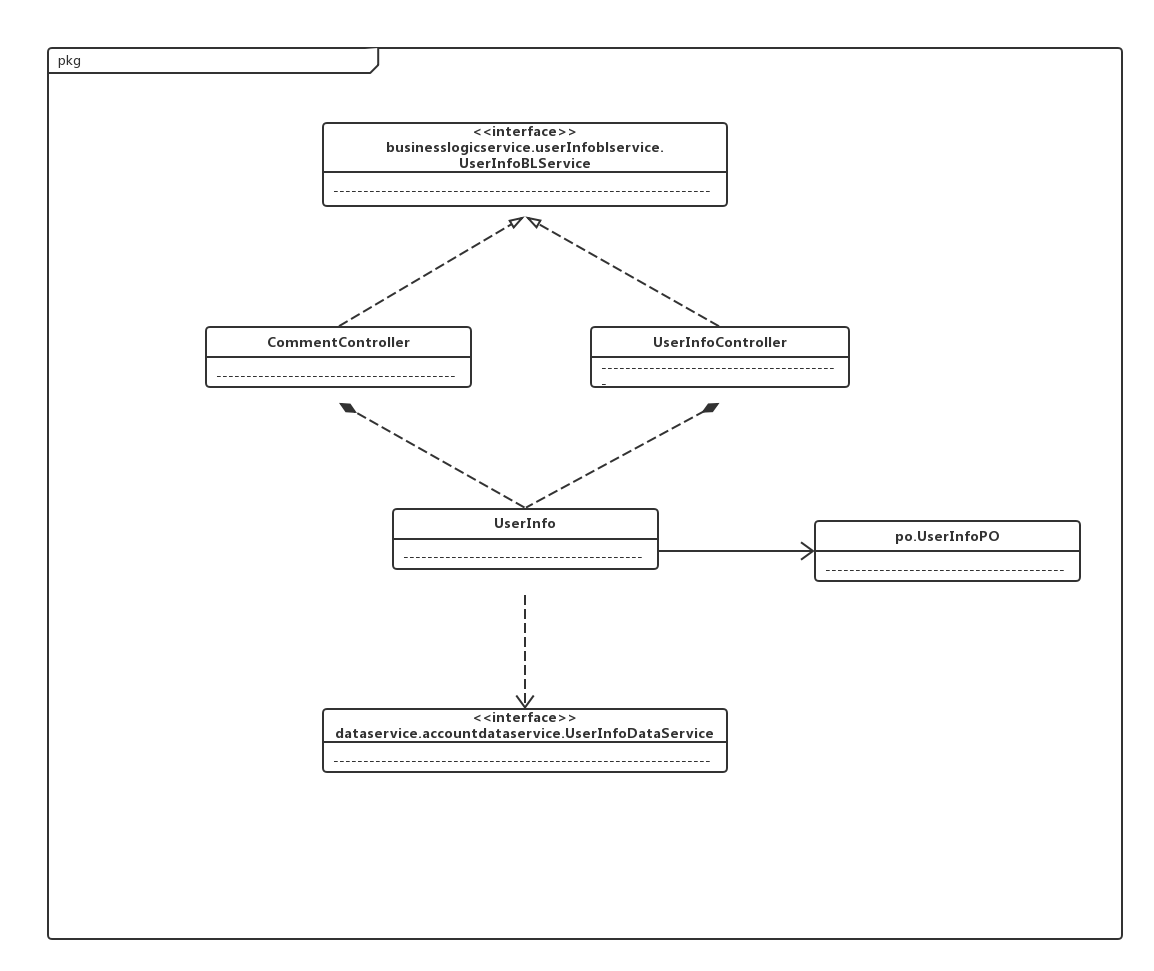 pkg
<<interface>>
businesslogicservice.userInfoblservice.
UserInfoBLService
CommentController
UserInfoController
UserInfo
po.UserInfoPO
<<interface>>
dataservice.accountdataservice.UserInfoDataService